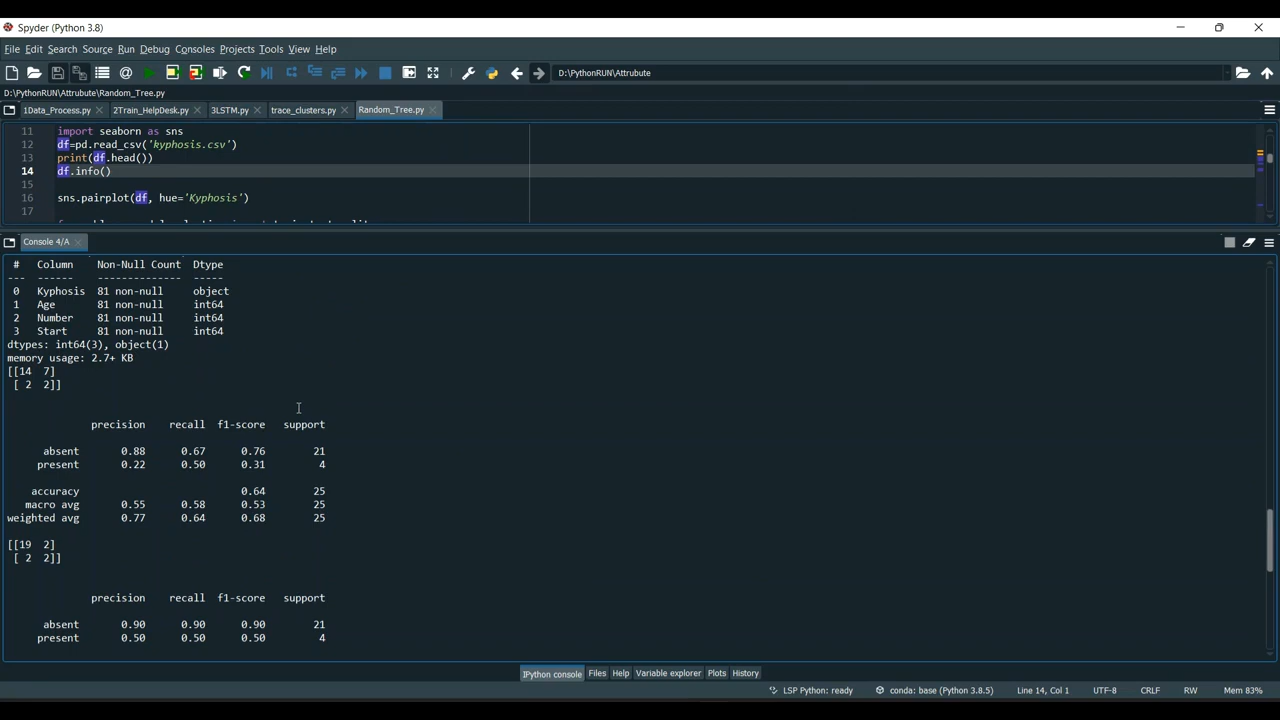 Spyder (Python 3.8)
File Edit Search Source Run Debug Consoles Projects Tools View Help
D:\PythonRUN\Attrubute
D:\PythonRUN\Attrubute\Random_Tree.py
1Data_Process.py 2Train_HelpDesk.py 3LSTM.py trace_clusters.py Random_Tree.py
11 import seaborn as sns
12 df=pd.read_csv('kyphosis.csv')
13 print(df.head())
14 df.info()
15
16 sns.pairplot(df, hue='Kyphosis')
17
Console 4/A
# Column Non-Null Count Dtype
--- ------ -------------- -----
0 Kyphosis 81 non-null object
1 Age 81 non-null int64
2 Number 81 non-null int64
3 Start 81 non-null int64
dtypes: int64(3), object(1)
memory usage: 2.7+ KB
[[14 7]
[ 2 2]]
precision recall f1-score support
absent 0.88 0.67 0.76 21
present 0.22 0.50 0.31 4
accuracy 0.64 25
macro avg 0.55 0.58 0.53 25
weighted avg 0.77 0.64 0.68 25
[[19 2]
[ 2 2]]
precision recall f1-score support
absent 0.90 0.90 0.90 21
present 0.50 0.50 0.50 4
IPython console Files Help Variable explorer Plots History
LSP Python: ready conda: base (Python 3.8.5) Line 14, Col 1 UTF-8 CRLF RW Mem 83%